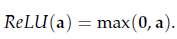 ReLU(a) = max(0, a).